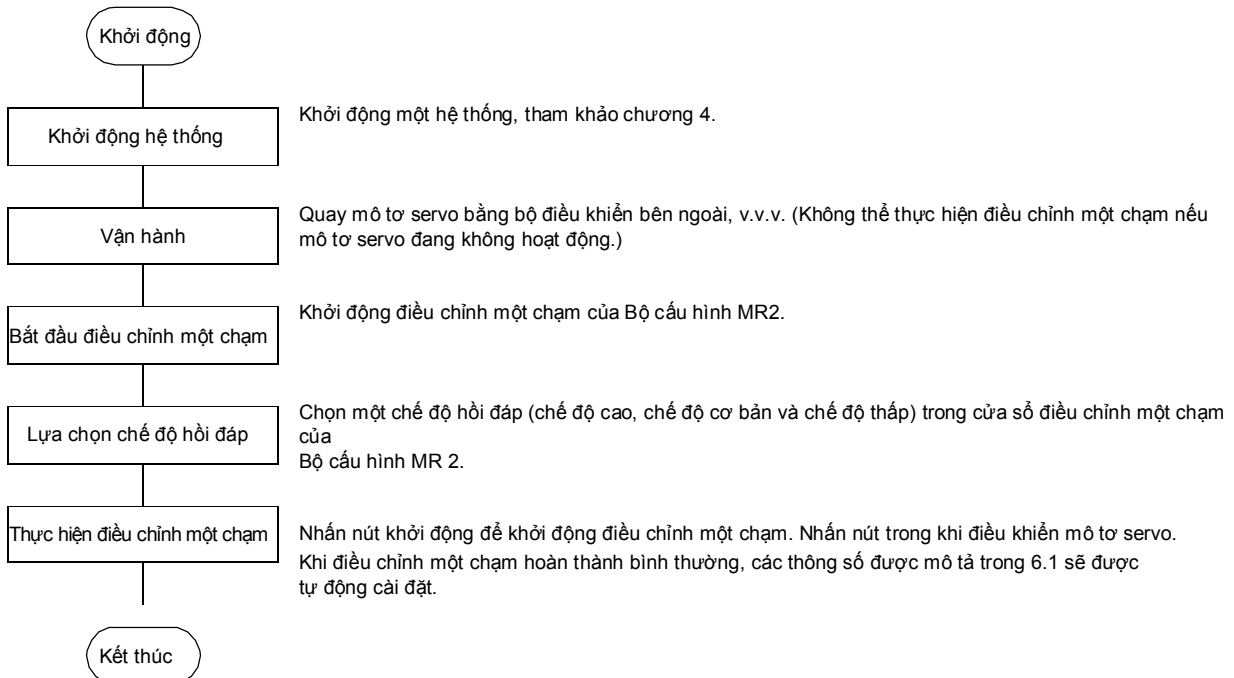 Khởi động
Khởi động hệ thống
Khởi động một hệ thống, tham khảo chương 4.
Vận hành
Quay mô tơ servo bằng bộ điều khiển bên ngoài, v.v.v. (Không thể thực hiện điều chỉnh một chạm nếu
mô tơ servo đang không hoạt động.)
Bắt đầu điều chỉnh một chạm
Khởi động điều chỉnh một chạm của Bộ cấu hình MR2.
Lựa chọn chế độ hồi đáp
Chọn một chế độ hồi đáp (chế độ cao, chế độ cơ bản và chế độ thấp) trong cửa sổ điều chỉnh một chạm
của
Bộ cấu hình MR 2.
Thực hiện điều chỉnh một chạm
Nhấn nút khởi động để khởi động điều chỉnh một chạm. Nhấn nút trong khi điều khiển mô tơ servo.
Khi điều chỉnh một chạm hoàn thành bình thường, các thông số được mô tả trong 6.1 sẽ được
tự động cài đặt.
Kết thúc